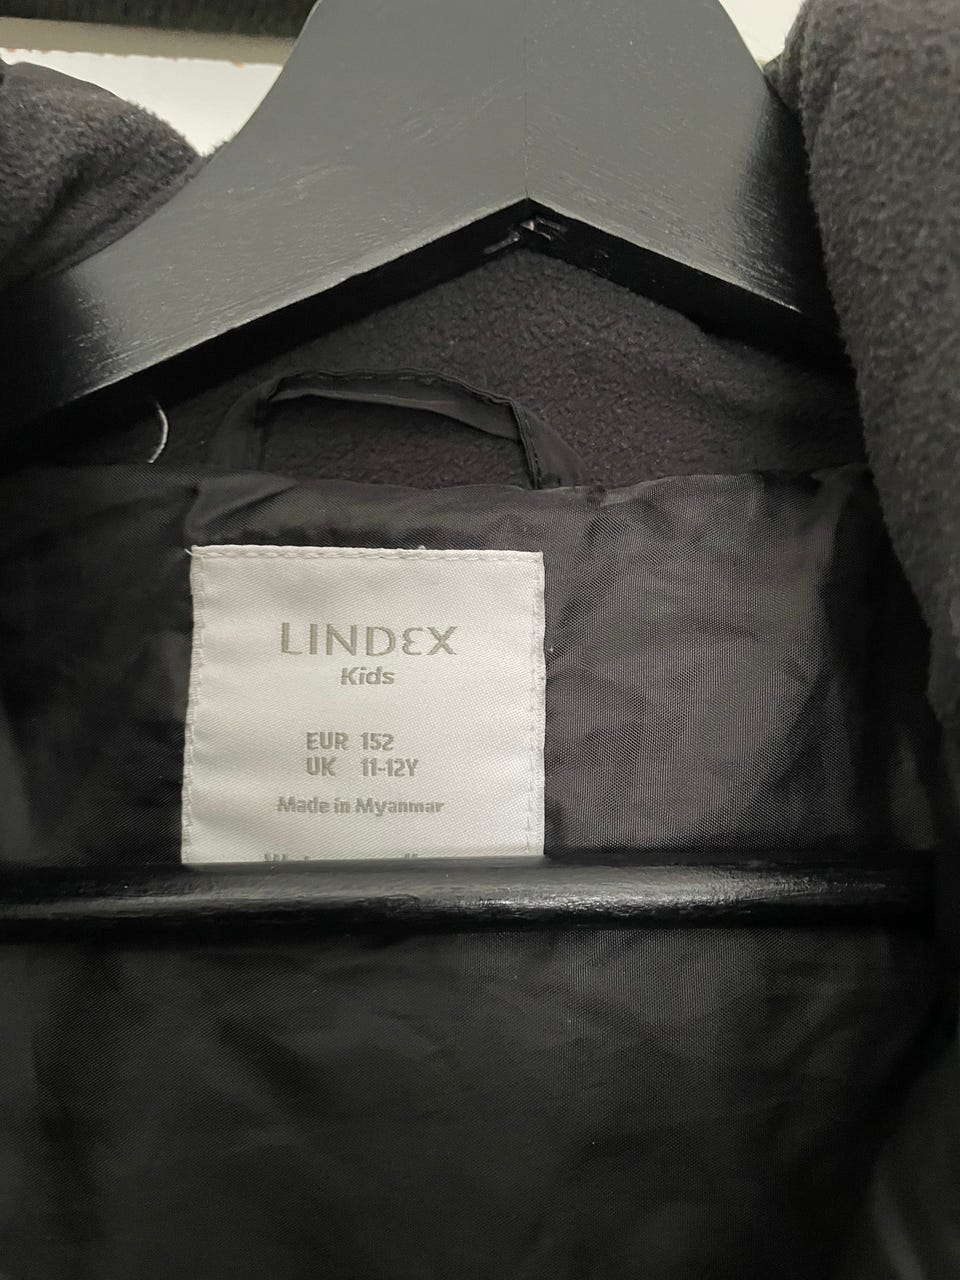 LINDEX
Kids
EUR 152
UK 11-12Y
Made in Myanmar